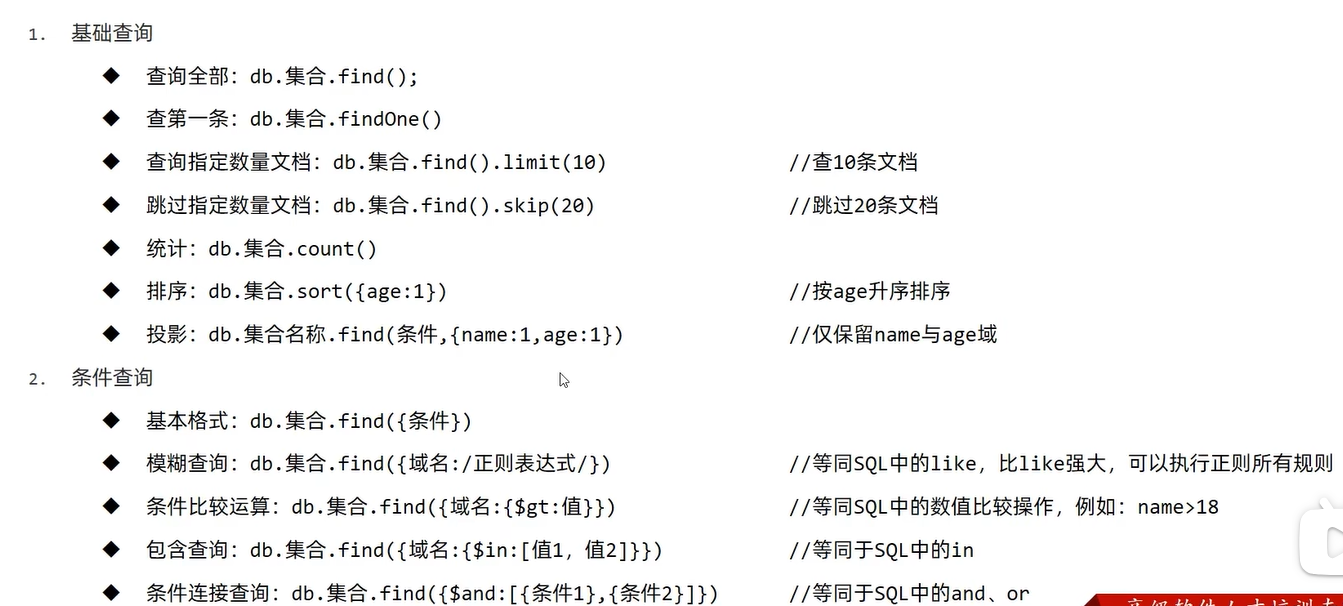 1. 基础查询
◆ 查询全部：db.集合.find();
◆ 查第一条：db.集合.findOne()
◆ 查询指定数量文档：db.集合.find().limit(10) //查10条文档
◆ 跳过指定数量文档：db.集合.find().skip(20) //跳过20条文档
◆ 统计：db.集合.count()
◆ 排序：db.集合.sort({age:1}) //按age升序排序
◆ 投影：db.集合名称.find(条件,{name:1,age:1}) //仅保留name与age域
2. 条件查询
◆ 基本格式：db.集合.find({条件})
◆ 模糊查询：db.集合.find({域名:/正则表达式/}) //等同SQL中的like，比like强大，可以执行正则所有规则
◆ 条件比较运算：db.集合.find({域名:{$gt:值}}) //等同SQL中的数值比较操作，例如：name>18
◆ 包含查询：db.集合.find({域名:{$in:[值1，值2]}}) //等同于SQL中的in
◆ 条件连接查询：db.集合.find({$and:[{条件1},{条件2}]}) //等同于SQL中的and、or